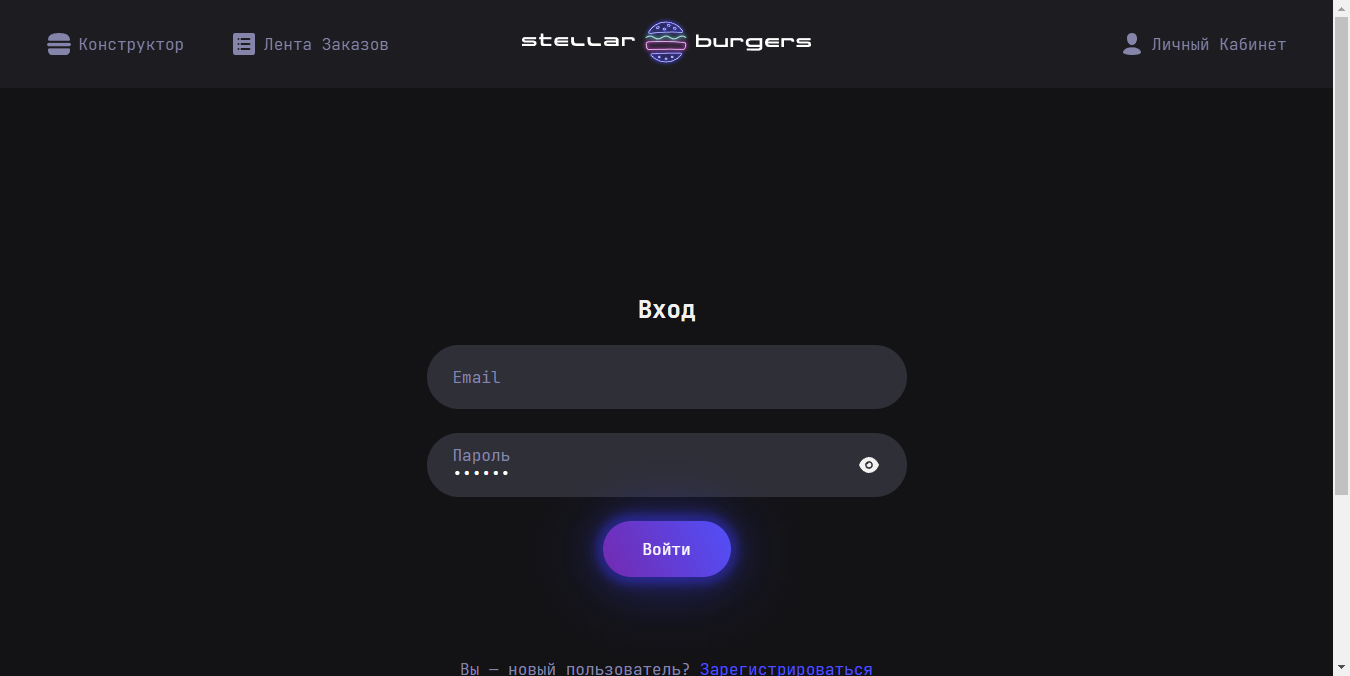 Конструктор
Лента Заказов
stellar burgers
Личный Кабинет
Вход
Email
Пароль
••••••
Войти
Вы — новый пользователь? Зарегистрироваться